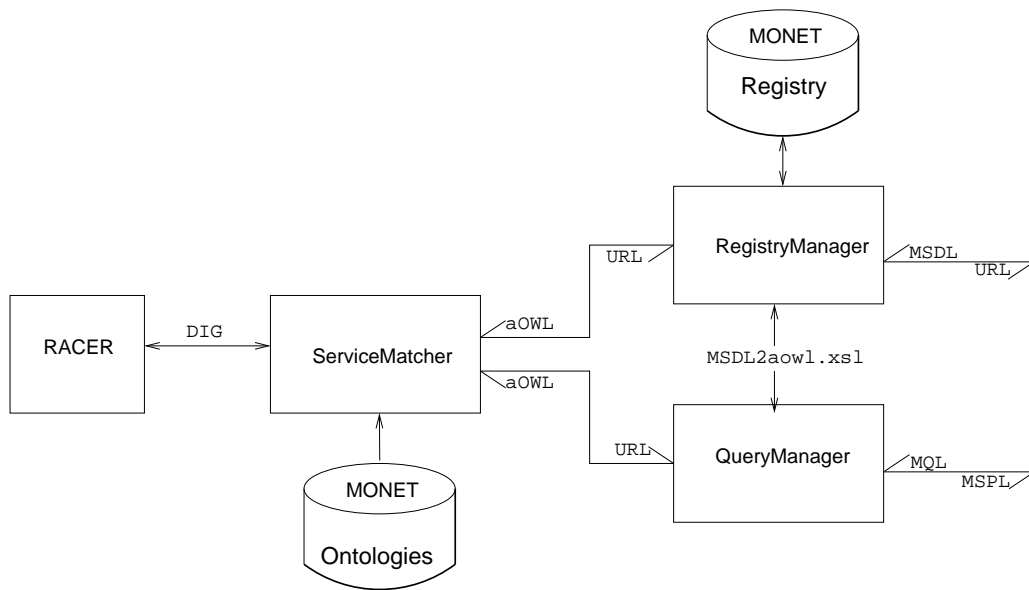 MONET
Registry
RegistryManager
URL
MSDL
URL
RACER
DIG
ServiceMatcher
aOWL
aOWL
MSDL2aowl.xsl
URL
QueryManager
MQL
MSPL
MONET
Ontologies